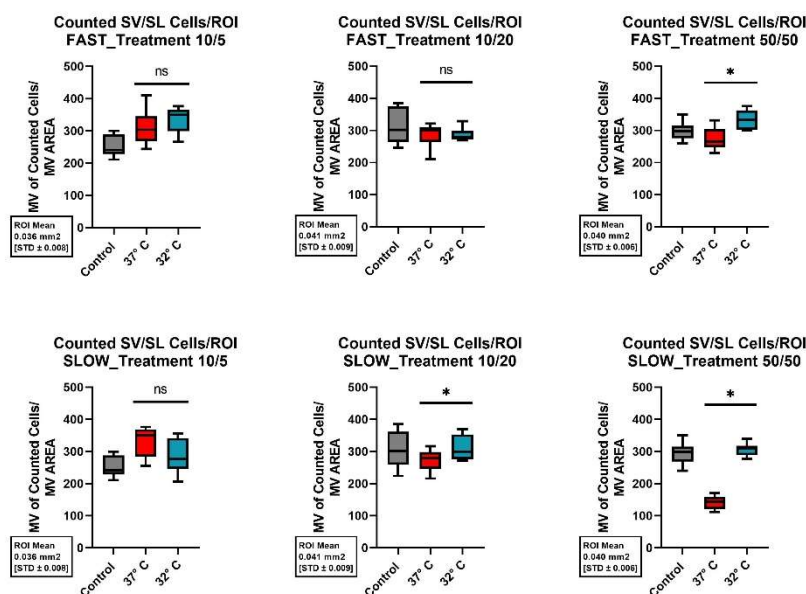 Counted SV/SL Cells/ROI
FAST_Treatment 10/5
MV of Counted Cells/
MV AREA
500
400
300
200
100
0
ns
Control
37° C
32° C
ROI Mean
0.036 mm2
[STD ± 0.008]
Counted SV/SL Cells/ROI
FAST_Treatment 10/20
MV of Counted Cells/
MV AREA
500
400
300
200
100
0
ns
Control
37° C
32° C
ROI Mean
0.041 mm2
[STD ± 0.009]
Counted SV/SL Cells/ROI
FAST_Treatment 50/50
MV of Counted Cells/
MV AREA
500
400
300
200
100
0
*
Control
37° C
32° C
ROI Mean
0.040 mm2
[STD ± 0.006]
Counted SV/SL Cells/ROI
SLOW_Treatment 10/5
MV of Counted Cells/
MV AREA
500
400
300
200
100
0
ns
Control
37° C
32° C
ROI Mean
0.036 mm2
[STD ± 0.008]
Counted SV/SL Cells/ROI
SLOW_Treatment 10/20
MV of Counted Cells/
MV AREA
500
400
300
200
100
0
*
Control
37° C
32° C
ROI Mean
0.041 mm2
[STD ± 0.009]
Counted SV/SL Cells/ROI
SLOW_Treatment 50/50
MV of Counted Cells/
MV AREA
500
400
300
200
100
0
*
Control
37° C
32° C
ROI Mean
0.040 mm2
[STD ± 0.006]